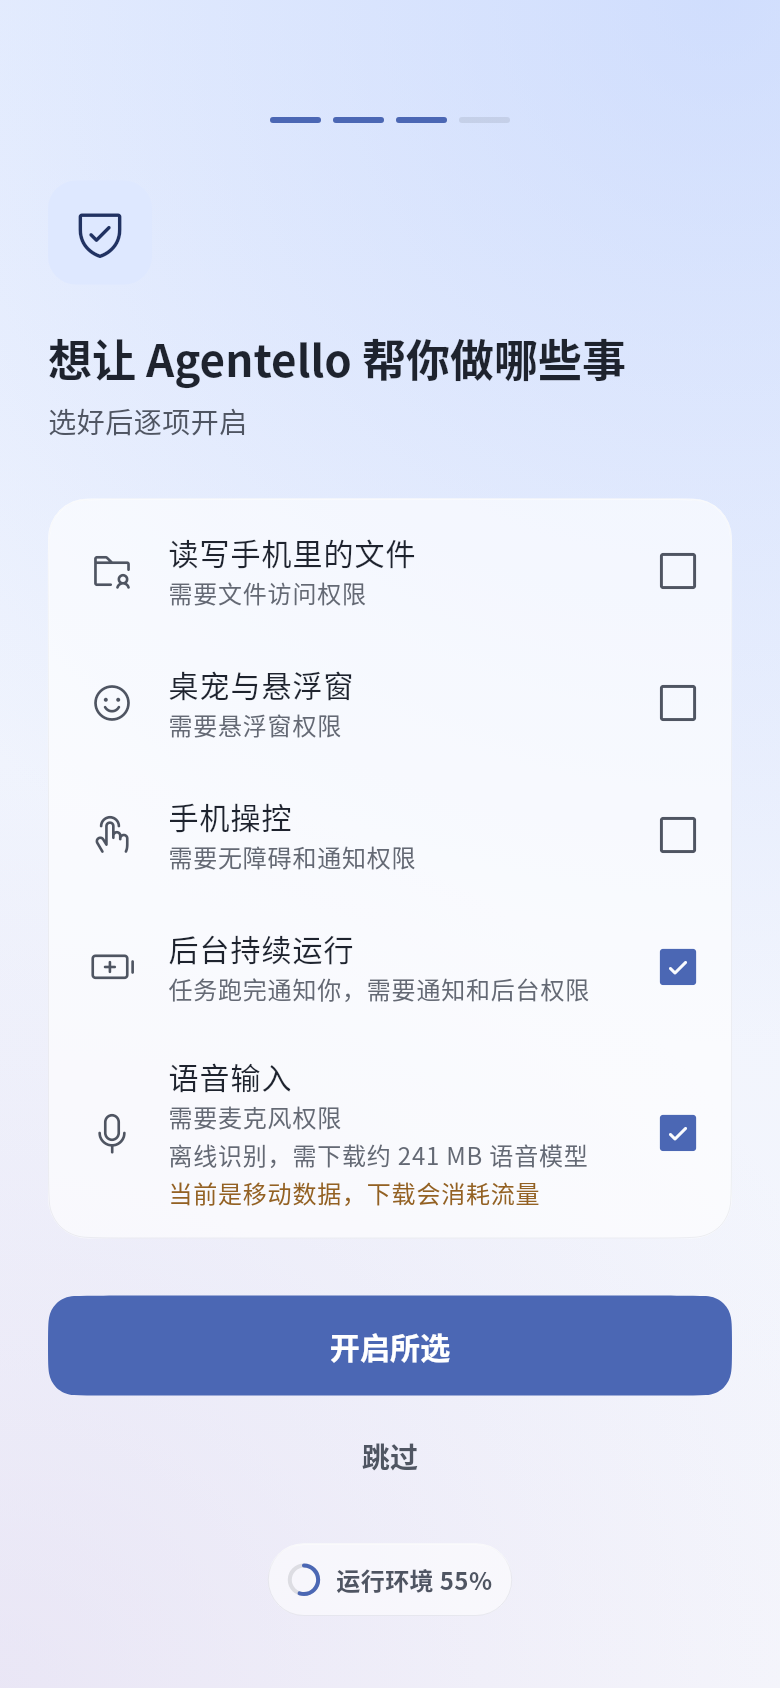 想让 Agentello 帮你做哪些事
选好后逐项开启
读写手机里的文件
需要文件访问权限
桌宠与悬浮窗
需要悬浮窗权限
手机操控
需要无障碍和通知权限
后台持续运行
任务跑完通知你，需要通知和后台权限
语音输入
需要麦克风权限
离线识别，需下载约 241 MB 语音模型
当前是移动数据，下载会消耗流量
开启所选
跳过
运行环境 55%